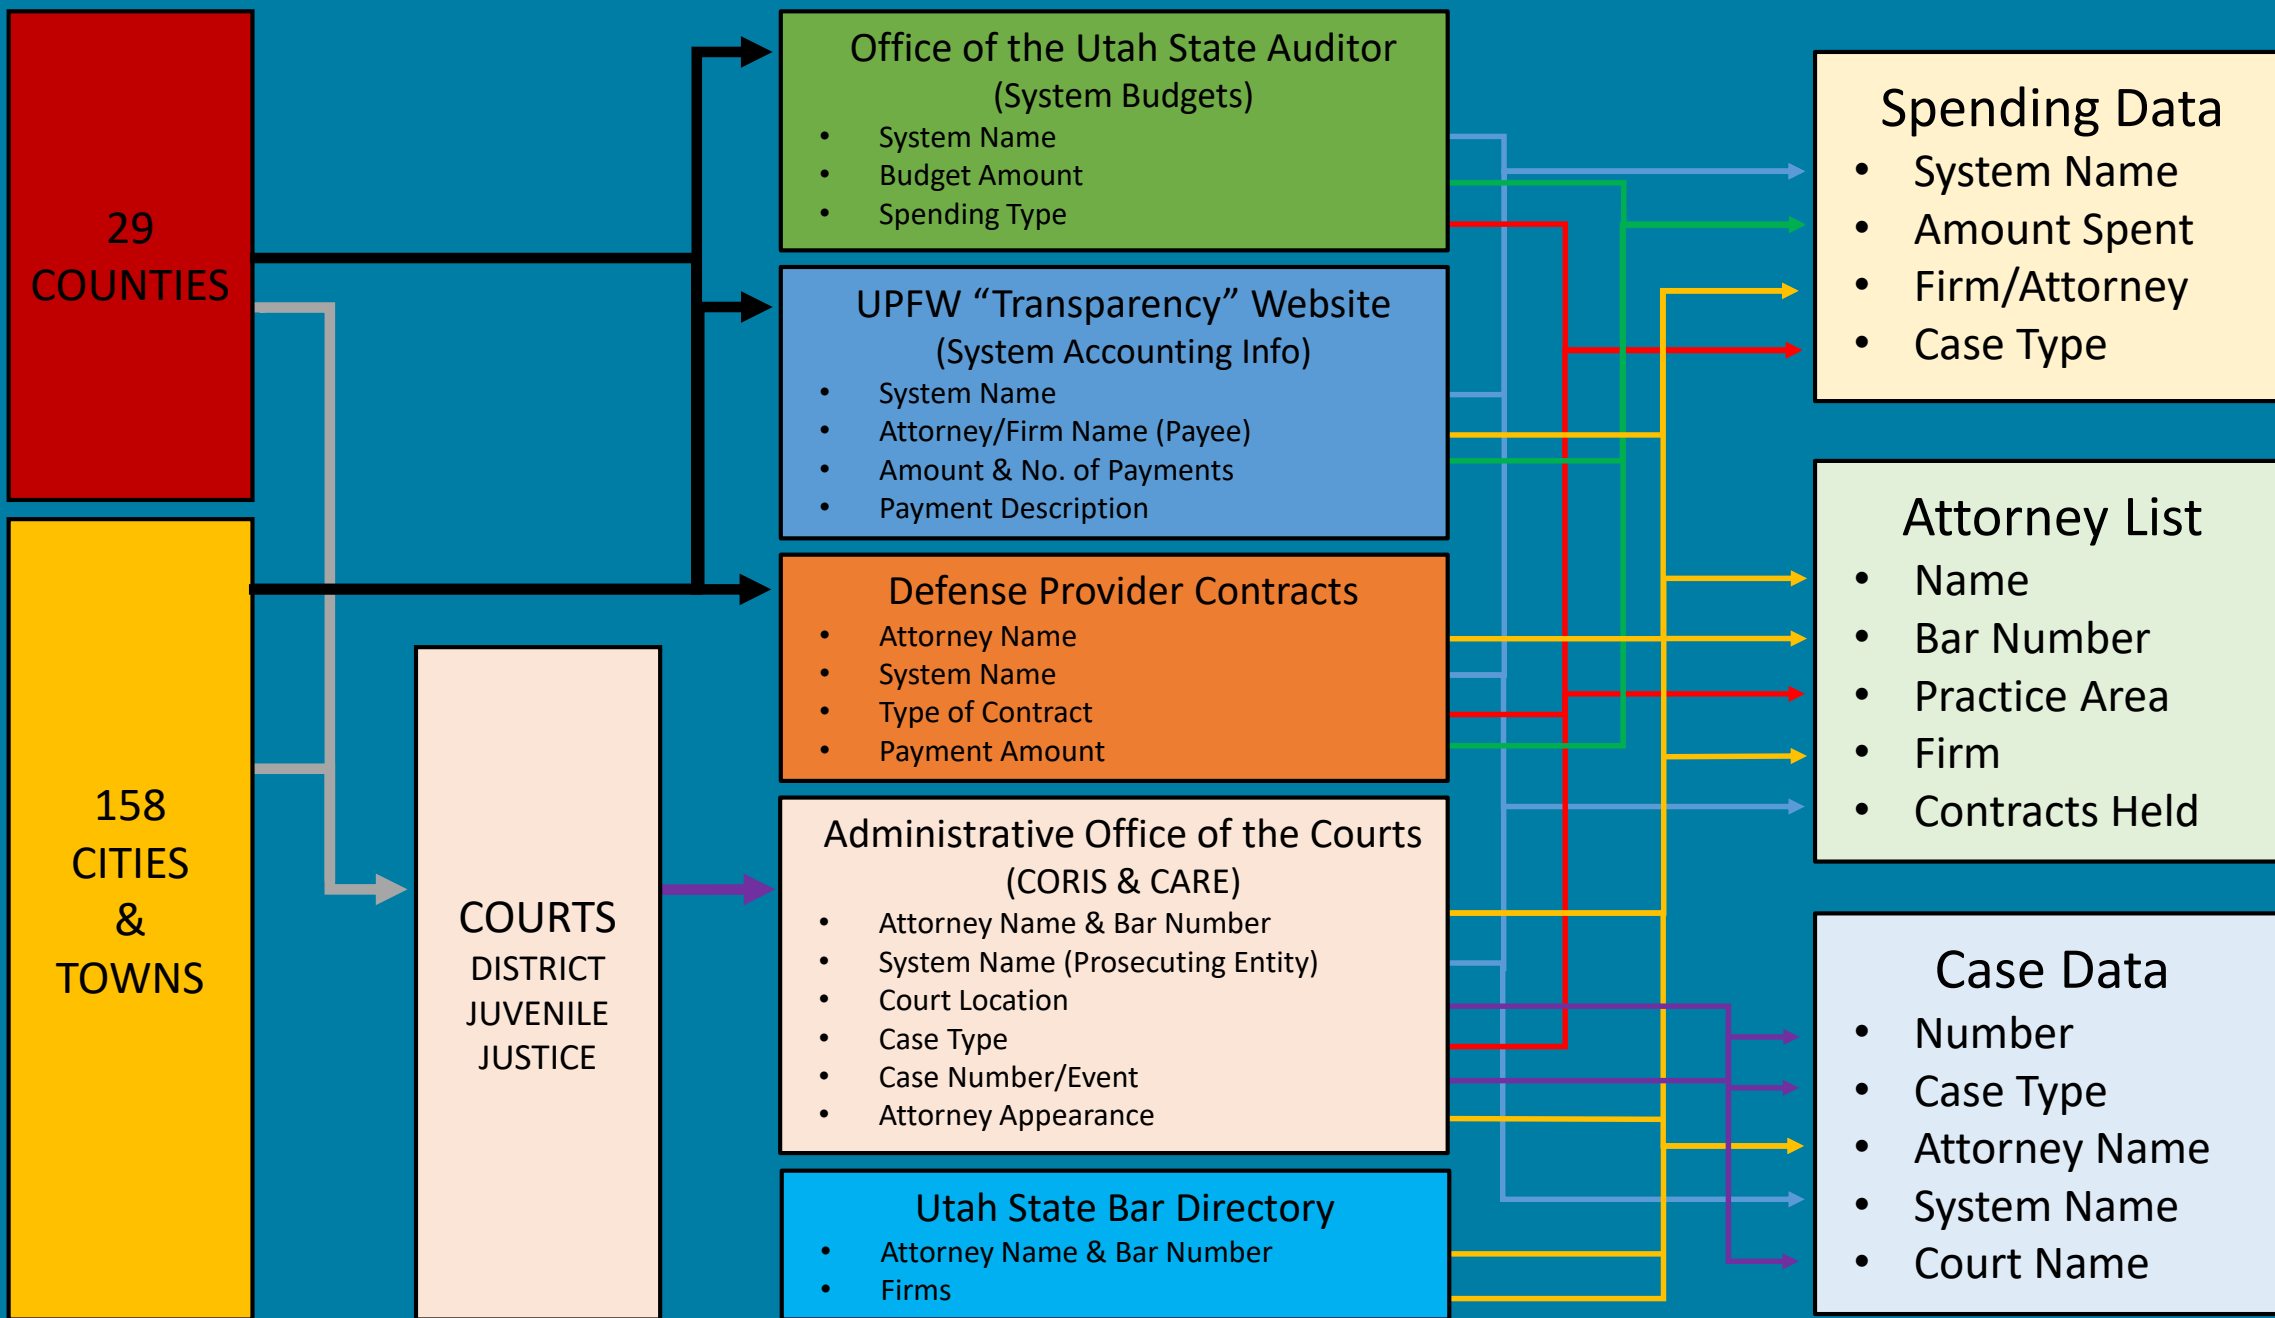 29
COUNTIES
158
CITIES
&
TOWNS
COURTS
DISTRICT
JUVENILE
JUSTICE
Office of the Utah State Auditor
(System Budgets)
• System Name
• Budget Amount
• Spending Type
UPFW “Transparency” Website
(System Accounting Info)
• System Name
• Attorney/Firm Name (Payee)
• Amount & No. of Payments
• Payment Description
Defense Provider Contracts
• Attorney Name
• System Name
• Type of Contract
• Payment Amount
Administrative Office of the Courts
(CORIS & CARE)
• Attorney Name & Bar Number
• System Name (Prosecuting Entity)
• Court Location
• Case Type
• Case Number/Event
• Attorney Appearance
Utah State Bar Directory
• Attorney Name & Bar Number
• Firms
Spending Data
• System Name
• Amount Spent
• Firm/Attorney
• Case Type
Attorney List
• Name
• Bar Number
• Practice Area
• Firm
• Contracts Held
Case Data
• Number
• Case Type
• Attorney Name
• System Name
• Court Name